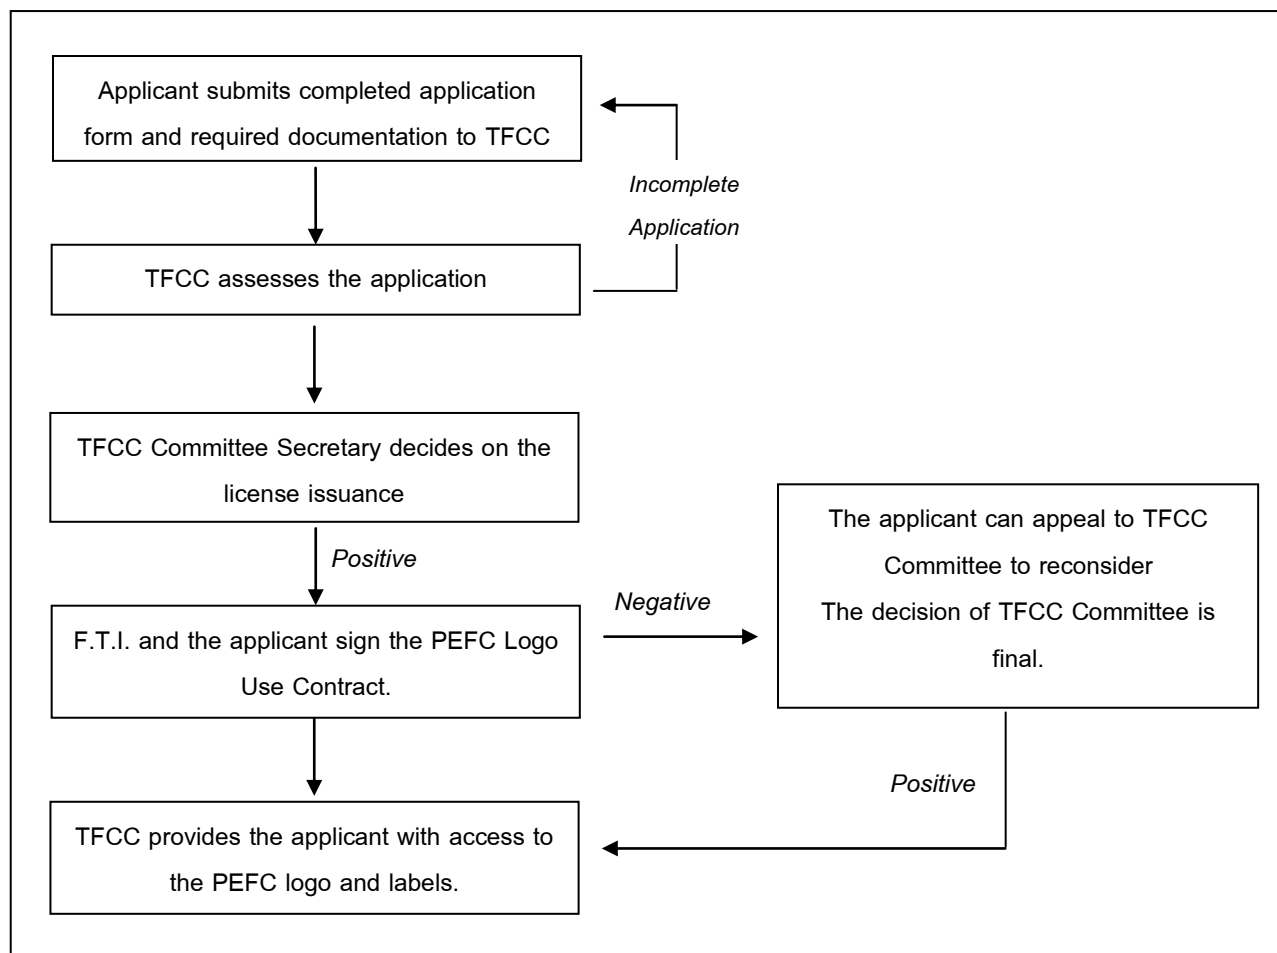 Applicant submits completed application
form and required documentation to TFCC
Incomplete
Application
TFCC assesses the application
TFCC Committee Secretary decides on the
license issuance
Positive
F.T.I. and the applicant sign the PEFC Logo
Use Contract.
Negative
The applicant can appeal to TFCC
Committee to reconsider
The decision of TFCC Committee is
final.
Positive
TFCC provides the applicant with access to
the PEFC logo and labels.